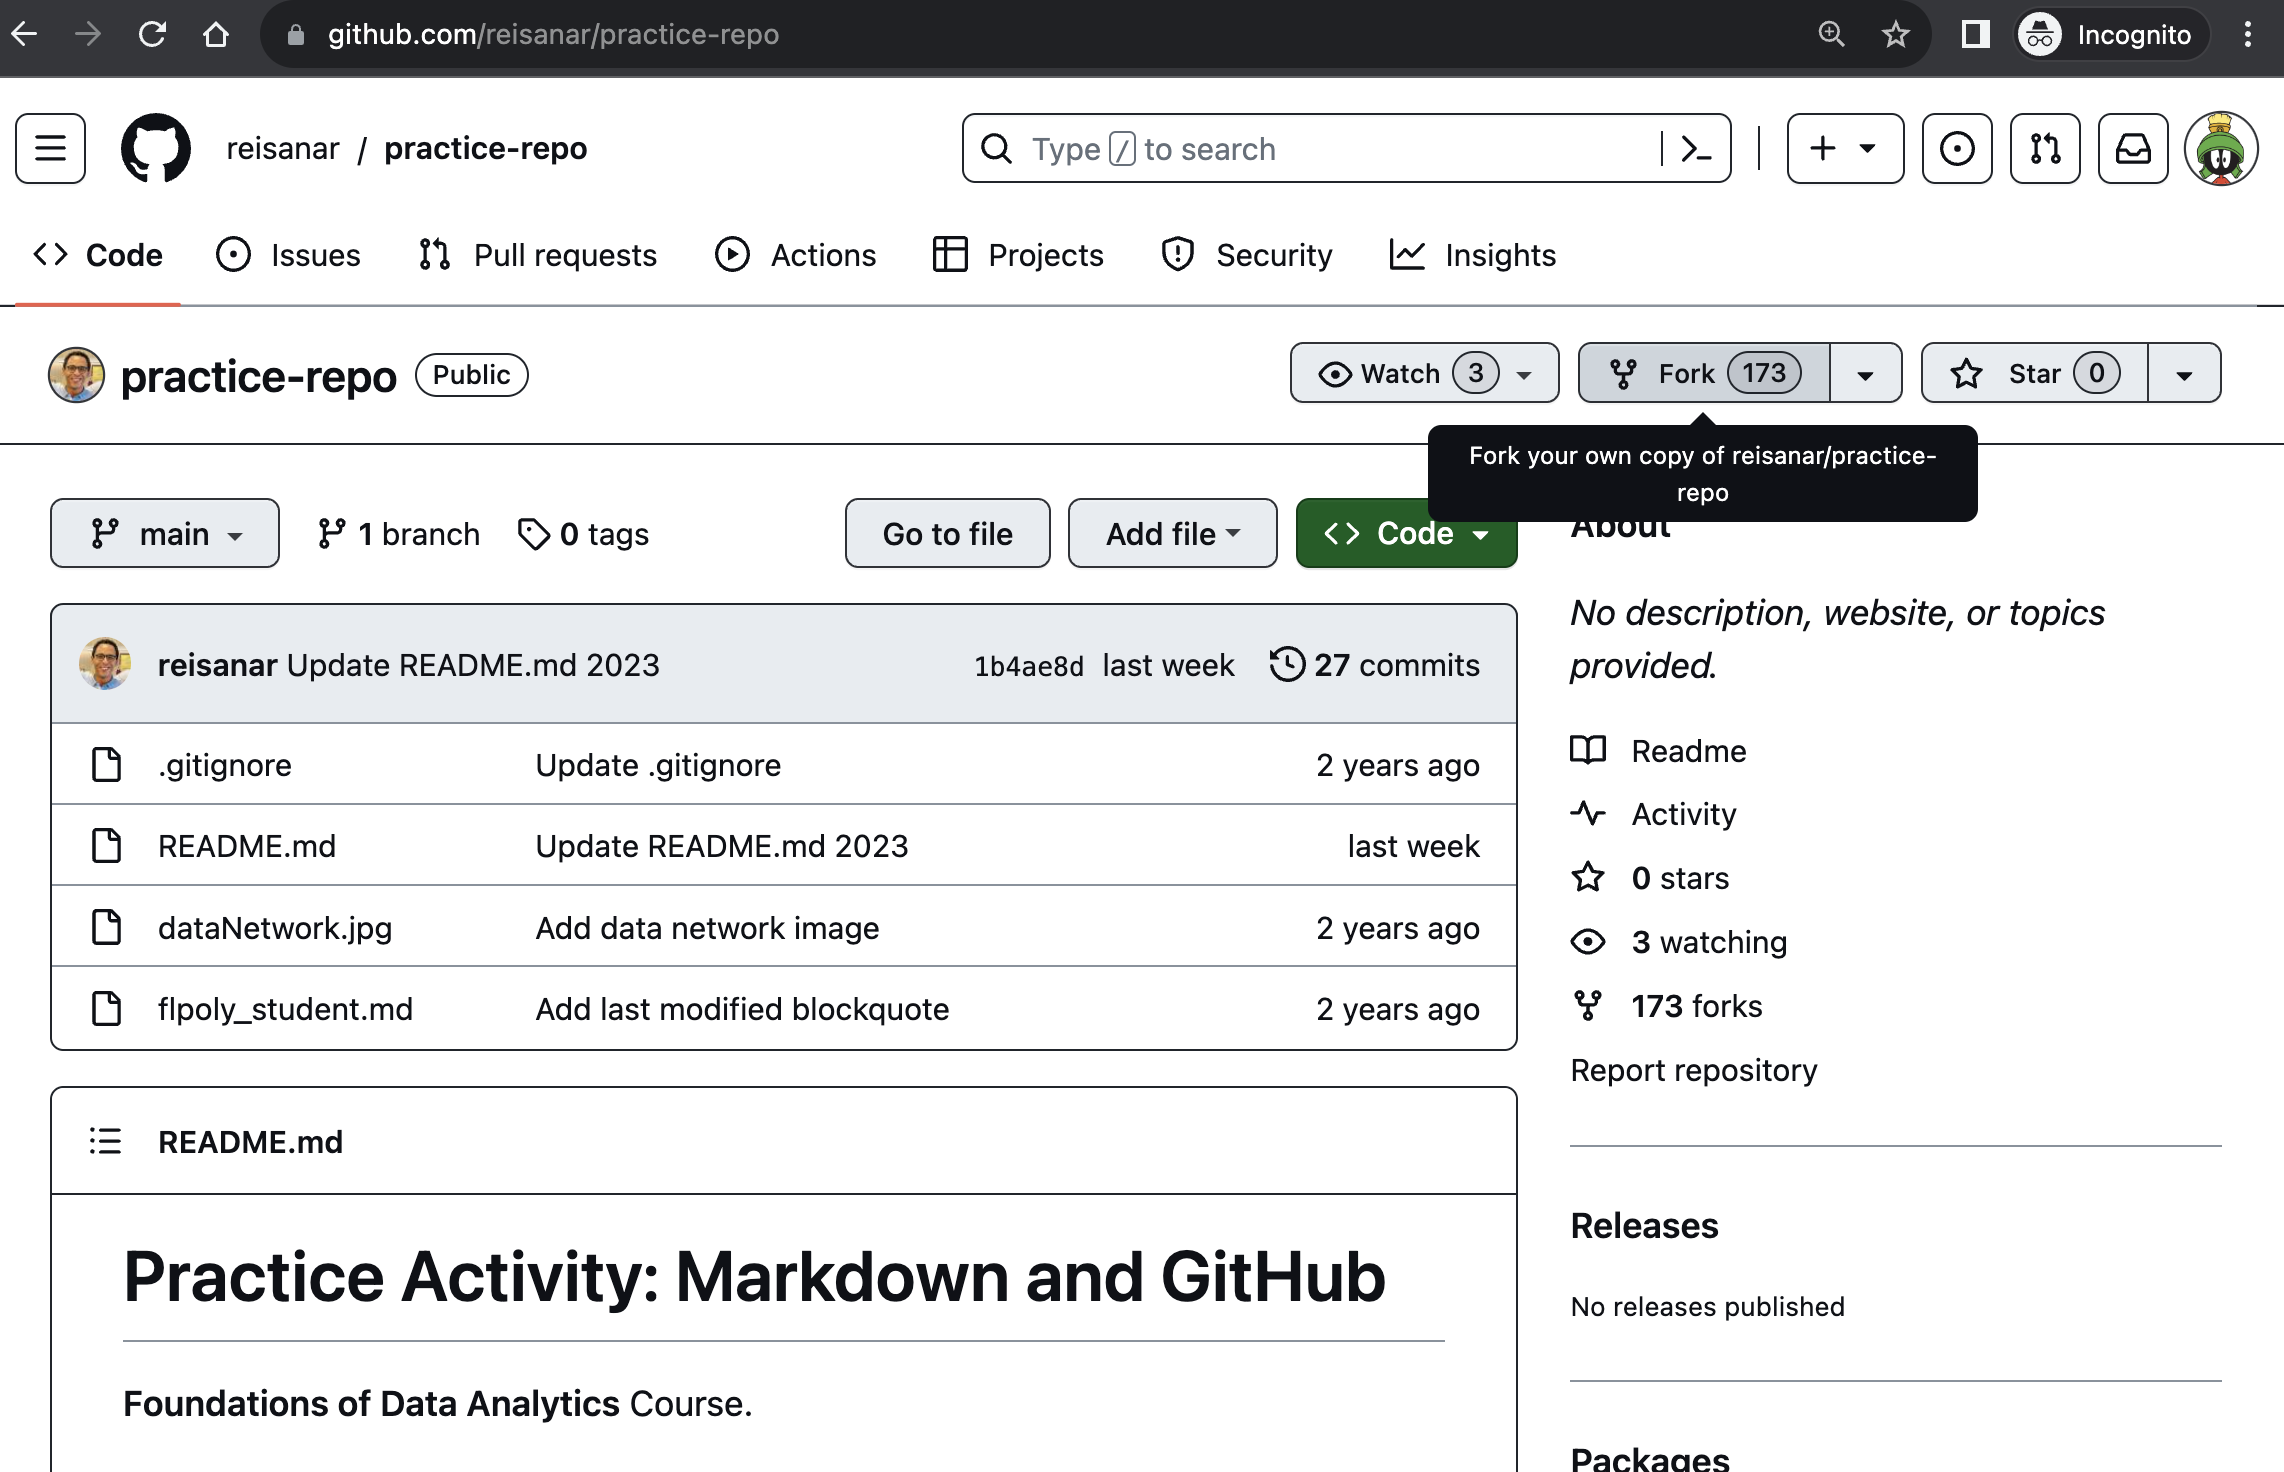 github.com/reisanar/practice-repo
Incognito
reisanar / practice-repo
Type / to search
Code Issues Pull requests Actions Projects Security Insights
practice-repo Public
Watch 3 Fork 173 Star 0
Fork your own copy of reisanar/practice-
repo
main 1 branch 0 tags Go to file Add file Code
reisanar Update README.md 2023 1b4ae8d last week 27 commits
.gitignore Update .gitignore 2 years ago
README.md Update README.md 2023 last week
dataNetwork.jpg Add data network image 2 years ago
flpoly_student.md Add last modified blockquote 2 years ago
README.md
Practice Activity: Markdown and GitHub
Foundations of Data Analytics Course.
About
No description, website, or topics
provided.
Readme
Activity
0 stars
3 watching
173 forks
Report repository
Releases
No releases published
Packages